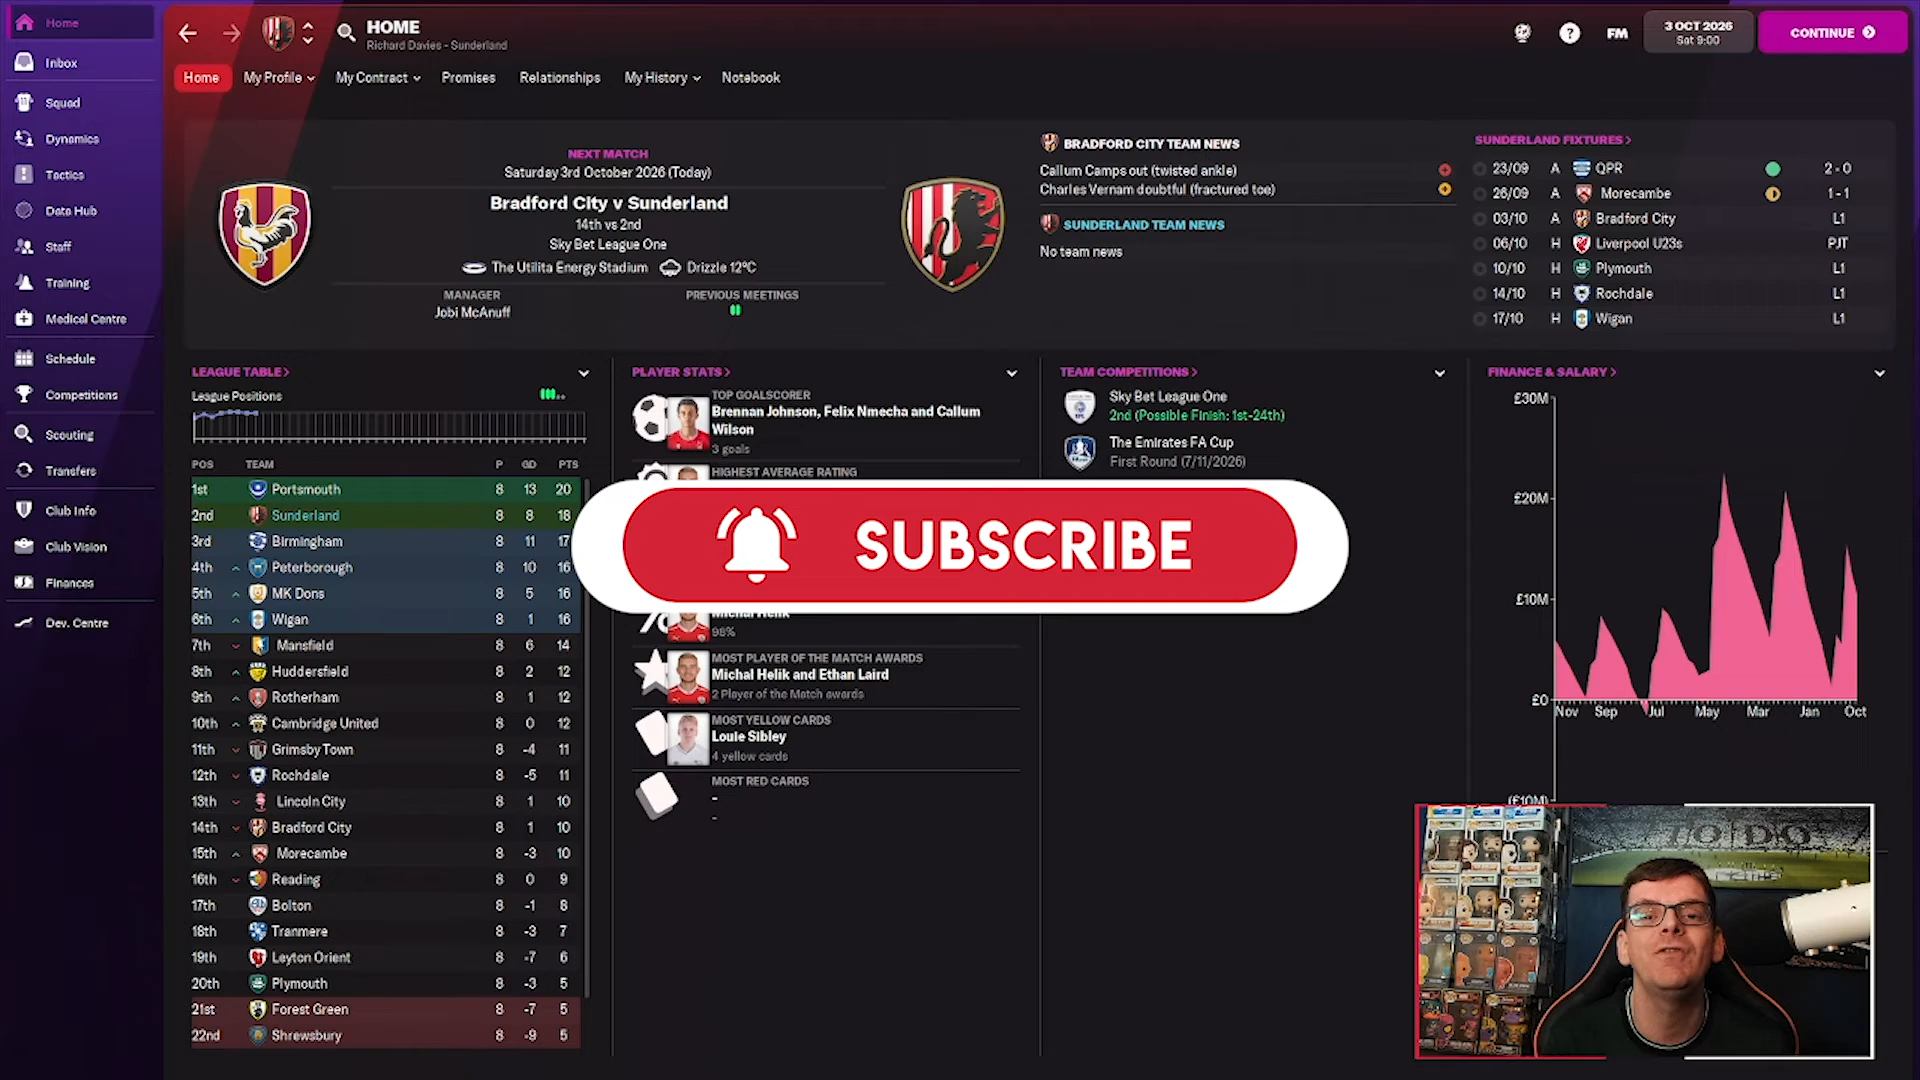 Home
Inbox
Squad
Dynamics
Tactics
Data Hub
Staff
Training
Medical Centre
Schedule
Competitions
Scouting
Transfers
Club Info
Club Vision
Finances
Dev. Centre
HOME
Richard Davies - Sunderland
FM
3 OCT 2026
Sat 9:00
CONTINUE
Home My Profile My Contract Promises Relationships My History Notebook
NEXT MATCH
Saturday 3rd October 2026 (Today)
Bradford City v Sunderland
14th vs 2nd
Sky Bet League One
The Utilita Energy Stadium Drizzle 12°C
MANAGER
Jobi McAnuff
PREVIOUS MEETINGS
BRADFORD CITY TEAM NEWS
Callum Camps out (twisted ankle)
Charles Vernam doubtful (fractured toe)
SUNDERLAND TEAM NEWS
No team news
SUNDERLAND FIXTURES >
23/09 A QPR 2 - 0
26/09 A Morecambe 1 - 1
03/10 A Bradford City L1
06/10 H Liverpool U23s PJT
10/10 H Plymouth L1
14/10 H Rochdale L1
17/10 H Wigan L1
LEAGUE TABLE >
League Positions
POS TEAM P GD PTS
1st Portsmouth 8 13 20
2nd Sunderland 8 8 18
3rd Birmingham 8 11 17
4th Peterborough 8 10 16
5th MK Dons 8 5 16
6th Wigan 8 1 16
7th Mansfield 8 6 14
8th Huddersfield 8 2 12
9th Rotherham 8 1 12
10th Cambridge United 8 0 12
11th Grimsby Town 8 -4 11
12th Rochdale 8 -5 11
13th Lincoln City 8 1 10
14th Bradford City 8 1 10
15th Morecambe 8 -3 10
16th Reading 8 0 9
17th Bolton 8 -1 8
18th Tranmere 8 -3 7
19th Leyton Orient 8 -7 6
20th Plymouth 8 -3 5
21st Forest Green 8 -7 5
22nd Shrewsbury 8 -9 5
PLAYER STATS >
TOP GOALSCORER
Brennan Johnson, Felix Nmecha and Callum
Wilson
3 goals
HIGHEST AVERAGE RATING
SUBSCRIBE
Michal Helik
98%
MOST PLAYER OF THE MATCH AWARDS
Michal Helik and Ethan Laird
2 Player of the Match awards
MOST YELLOW CARDS
Louie Sibley
4 yellow cards
MOST RED CARDS
-
-
TEAM COMPETITIONS >
Sky Bet League One
2nd (Possible Finish: 1st-24th)
The Emirates FA Cup
First Round (7/11/2026)
FINANCE & SALARY >
£30M
£20M
£10M
£0
Nov Sep Jul May Mar Jan Oct
(£10M)